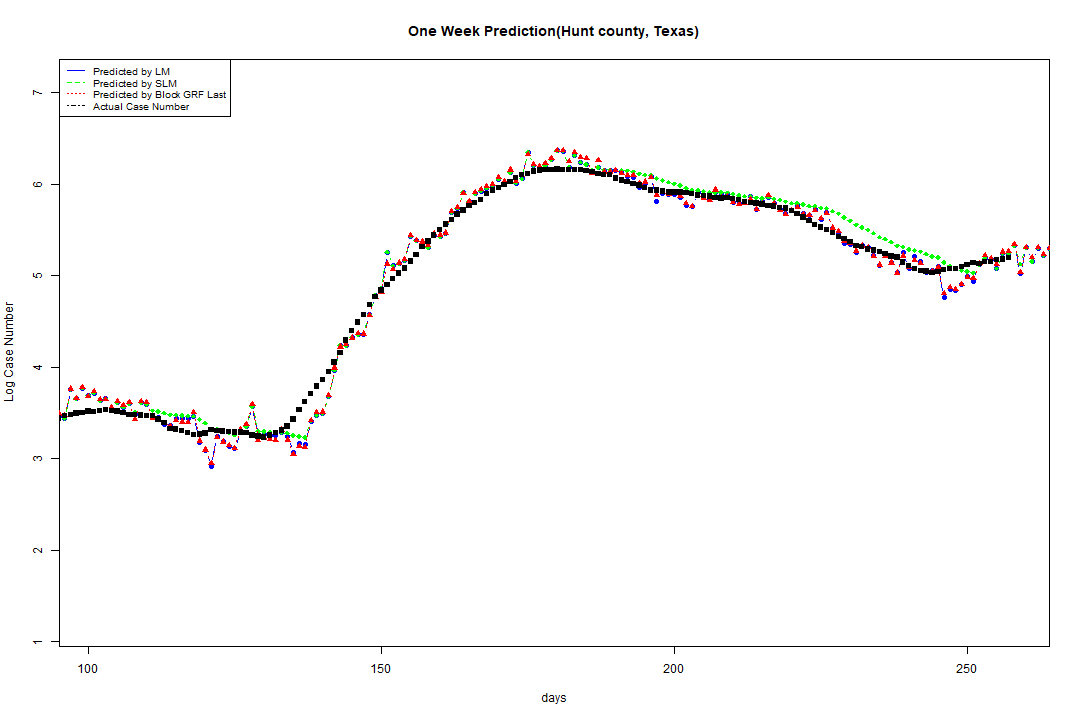 One Week Prediction(Hunt county, Texas)
Predicted by LM
Predicted by SLM
Predicted by Block GRF Last
Actual Case Number
7
6
5
4
3
2
1
Log Case Number
100 150 200 250
days